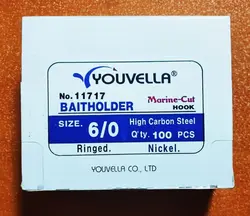 YOUVELLA®
No. 11717 Marine-Cut
BAITHOLDER HOOK
SIZE. 6/0 High Carbon Steel
Q'ty. 100 PCS
Ringed. Nickel.
YOUVELLA CO., LTD